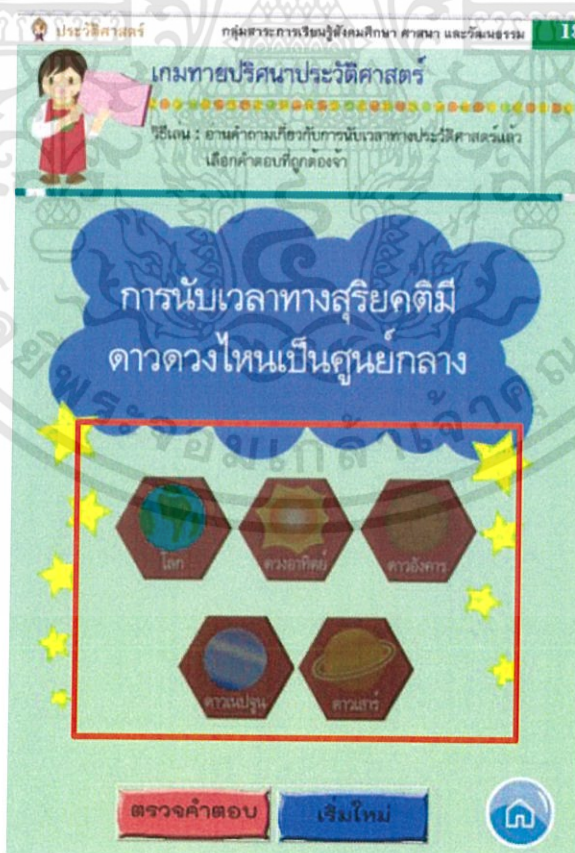 ประวัติศาสตร์
กลุ่มสาระการเรียนรู้สังคมศึกษา ศาสนา และวัฒนธรรม
เกมทายปริศนาประวัติศาสตร์
วิธีเล่น : อ่านคำถามเกี่ยวกับการนับเวลาทางประวัติศาสตร์แล้ว
เลือกคำตอบที่ถูกต้องจ้า
การนับเวลาทางสุริยคติมี
ดาวดวงไหนเป็นศูนย์กลาง
โลก
ดวงอาทิตย์
ดาวอังคาร
ดาวเนปจูน
ดาวเสาร์
ตรวจคำตอบ
เริ่มใหม่